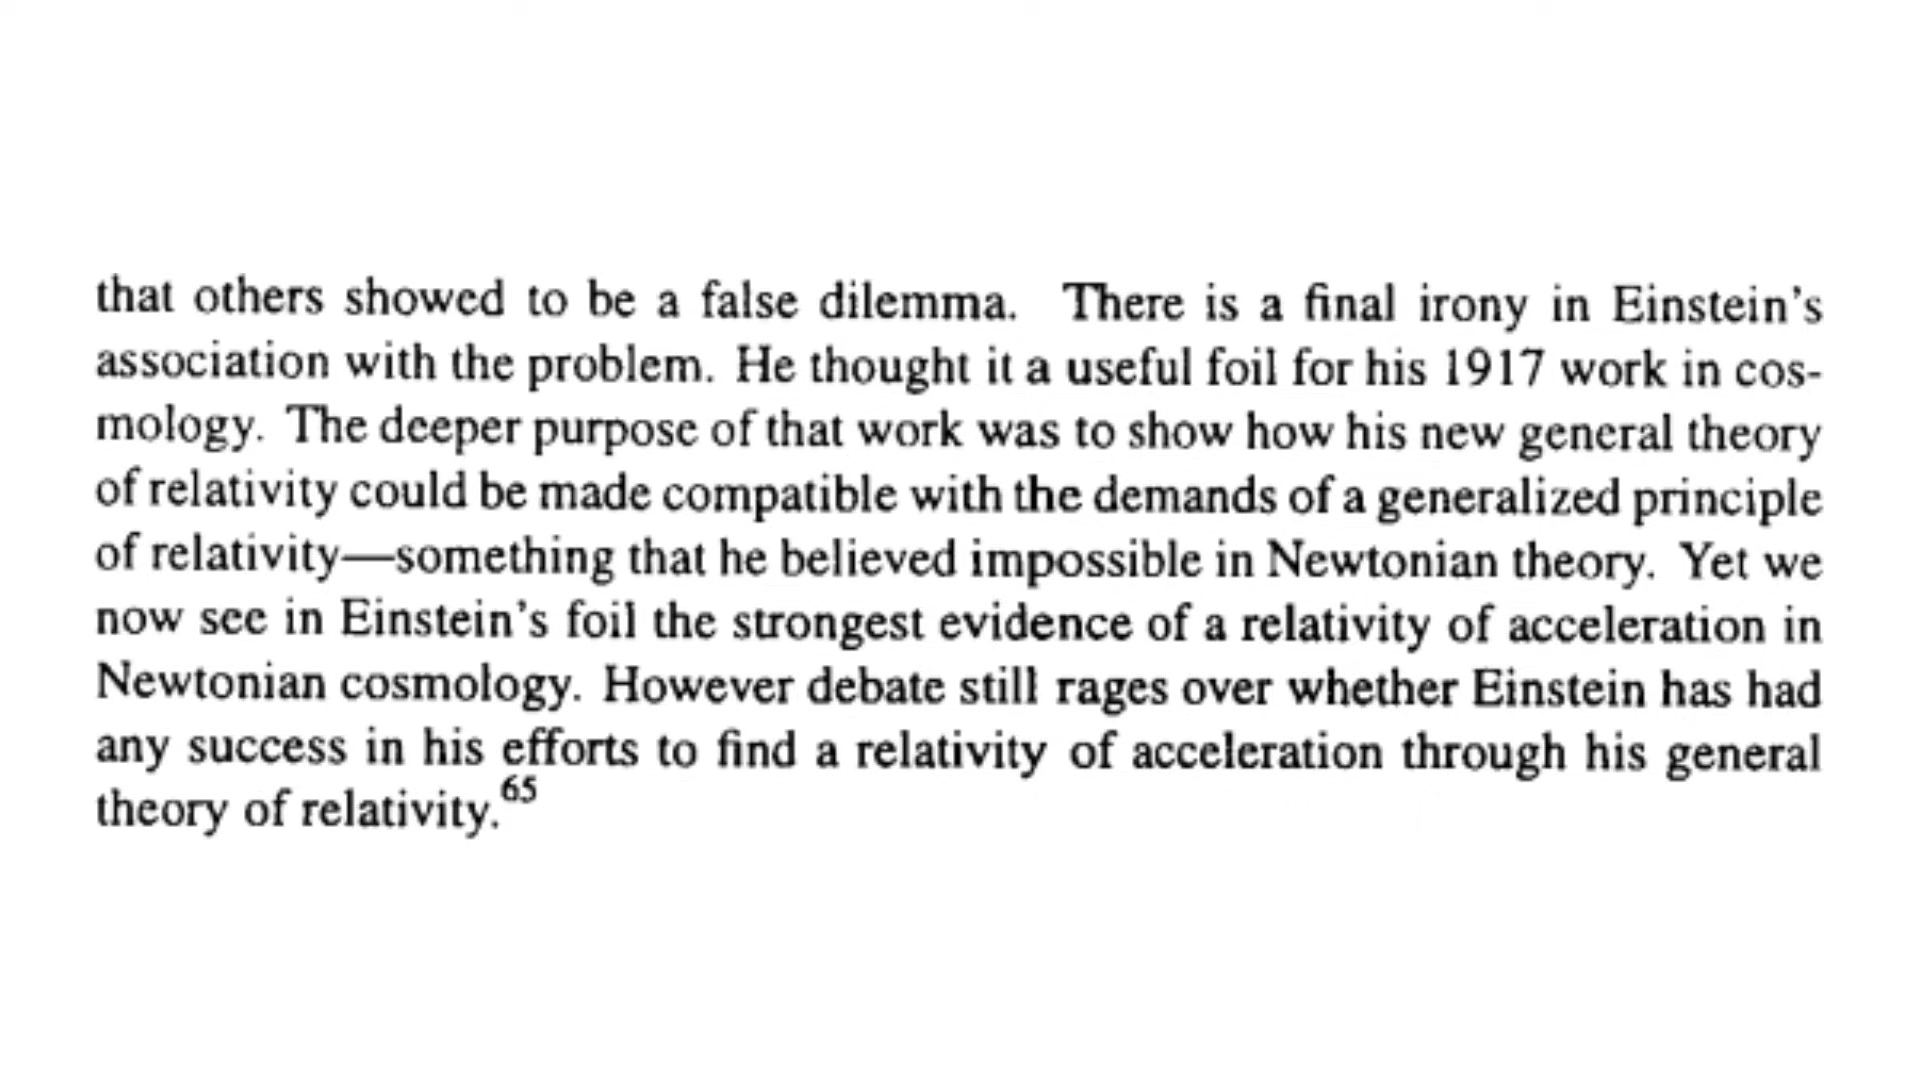 that others showed to be a false dilemma. There is a final irony in Einstein's
association with the problem. He thought it a useful foil for his 1917 work in cos-
mology. The deeper purpose of that work was to show how his new general theory
of relativity could be made compatible with the demands of a generalized principle
of relativity—something that he believed impossible in Newtonian theory. Yet we
now see in Einstein's foil the strongest evidence of a relativity of acceleration in
Newtonian cosmology. However debate still rages over whether Einstein has had
any success in his efforts to find a relativity of acceleration through his general
theory of relativity.65